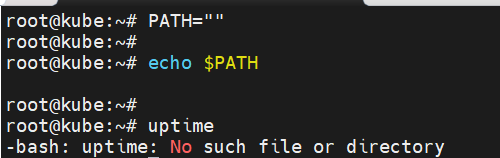 root@kube:~# PATH=""
root@kube:~#
root@kube:~# echo $PATH

root@kube:~#
root@kube:~# uptime
-bash: uptime: No such file or directory